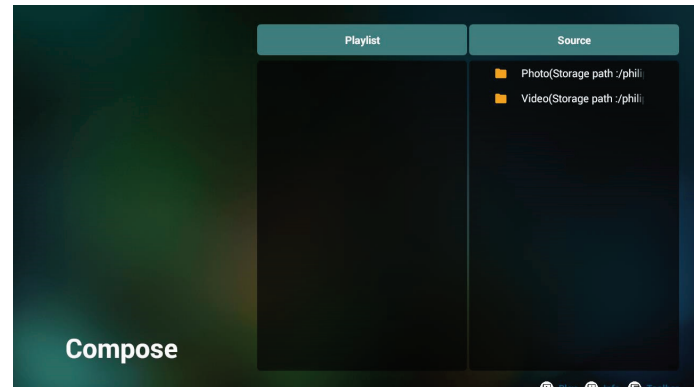 Playlist
Source
Photo(Storage path :/phili
Video(Storage path :/phili
Compose